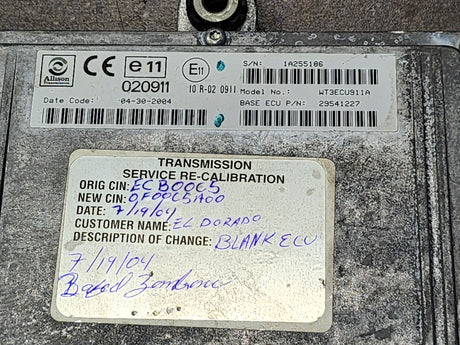 Allison
Transmission
CE
e11
020911
E11
10 R-02 0911
S/N: 1A255186
Model No.: WT3ECU911A
Date Code: 04-30-2004
BASE ECU P/N: 29541227
TRANSMISSION
SERVICE RE-CALIBRATION
ORIG CIN: ECB00C5
NEW CIN: 0F00C5A00
DATE: 7/19/04
CUSTOMER NAME: EL DORADO
DESCRIPTION OF CHANGE: BLANK ECU
7/19/04